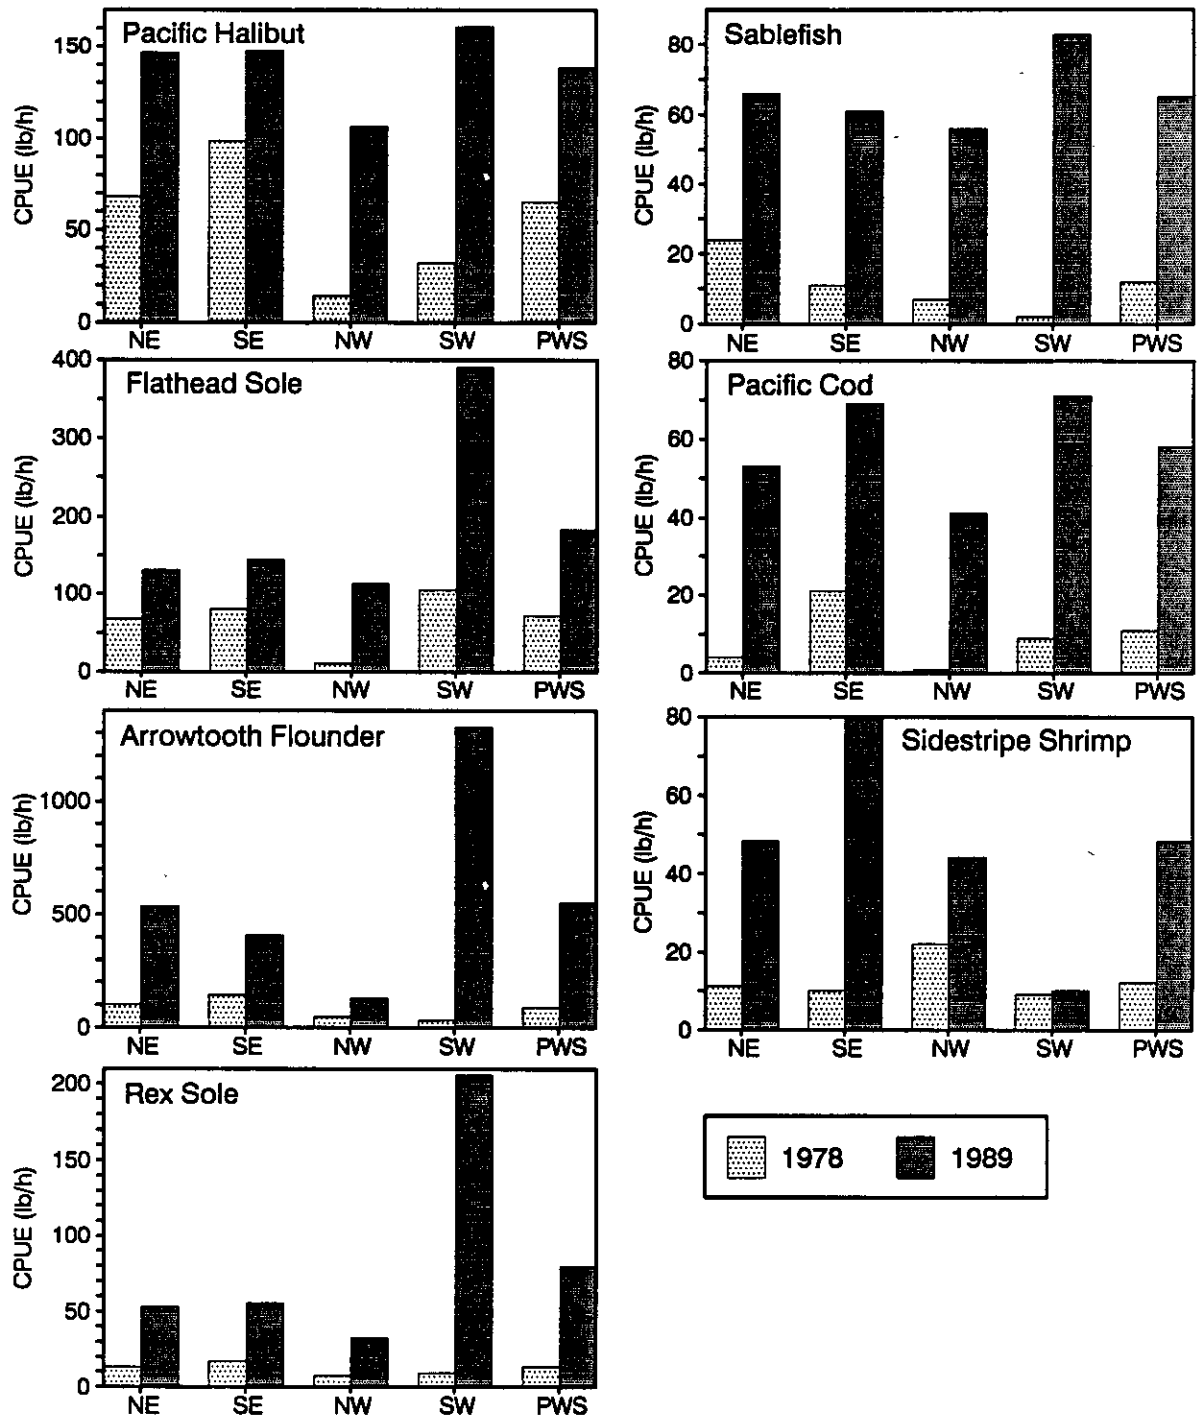 Pacific Halibut
CPUE (lb/h)
150
100
50
0
NE SE NW SW PWS
Sablefish
CPUE (lb/h)
80
60
40
20
0
NE SE NW SW PWS
Flathead Sole
CPUE (lb/h)
400
300
200
100
0
NE SE NW SW PWS
Pacific Cod
CPUE (lb/h)
80
60
40
20
0
NE SE NW SW PWS
Arrowtooth Flounder
CPUE (lb/h)
1000
500
0
NE SE NW SW PWS
Sidestripe Shrimp
CPUE (lb/h)
80
60
40
20
0
NE SE NW SW PWS
Rex Sole
CPUE (lb/h)
200
150
100
50
0
NE SE NW SW PWS
1978 1989